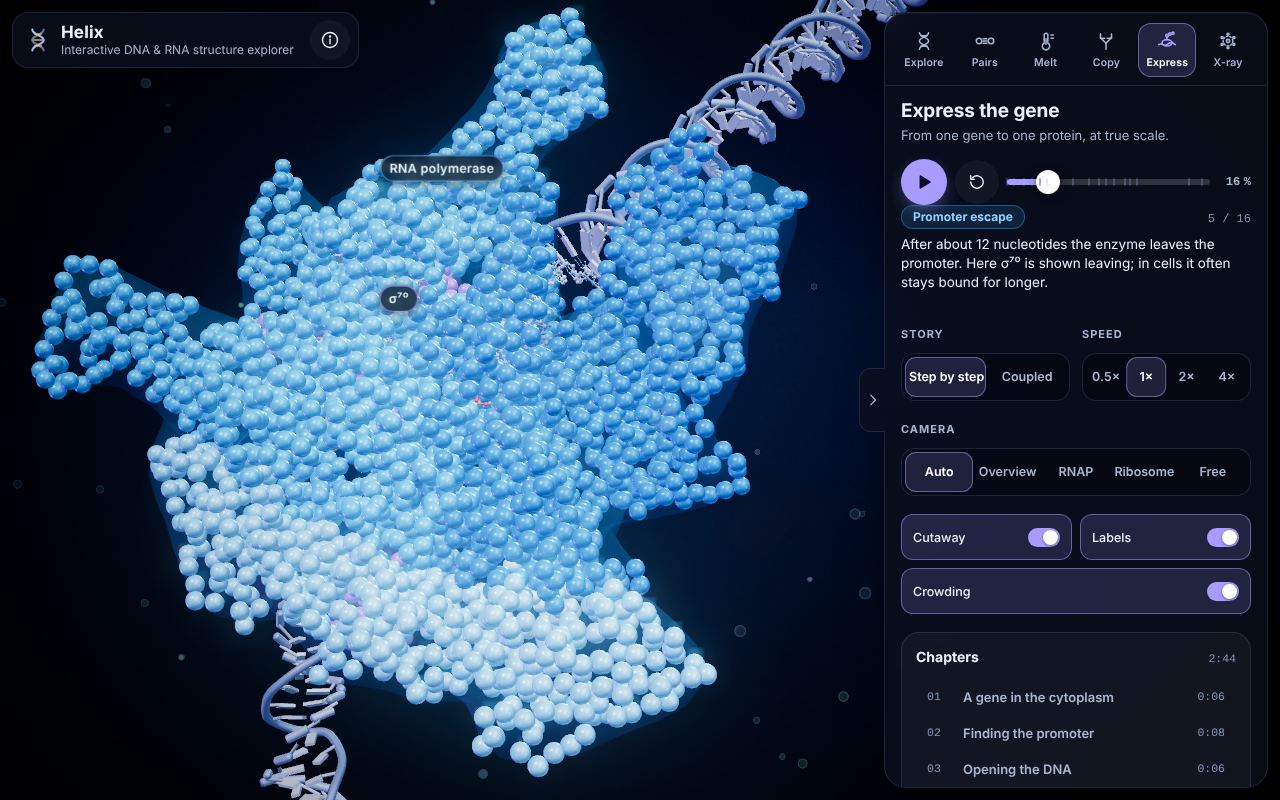 Helix
Interactive DNA & RNA structure explorer
RNA polymerase
σ⁷⁰
Explore
Pairs
Melt
Copy
Express
X-ray
Express the gene
From one gene to one protein, at true scale.
16 %
Promoter escape
5 / 16
After about 12 nucleotides the enzyme leaves the
promoter. Here σ⁷⁰ is shown leaving; in cells it often
stays bound for longer.
STORY
SPEED
Step by step
Coupled
0.5×
1×
2×
4×
CAMERA
Auto
Overview
RNAP
Ribosome
Free
Cutaway
Labels
Crowding
Chapters
2:44
01 A gene in the cytoplasm 0:06
02 Finding the promoter 0:08
03 Opening the DNA 0:06